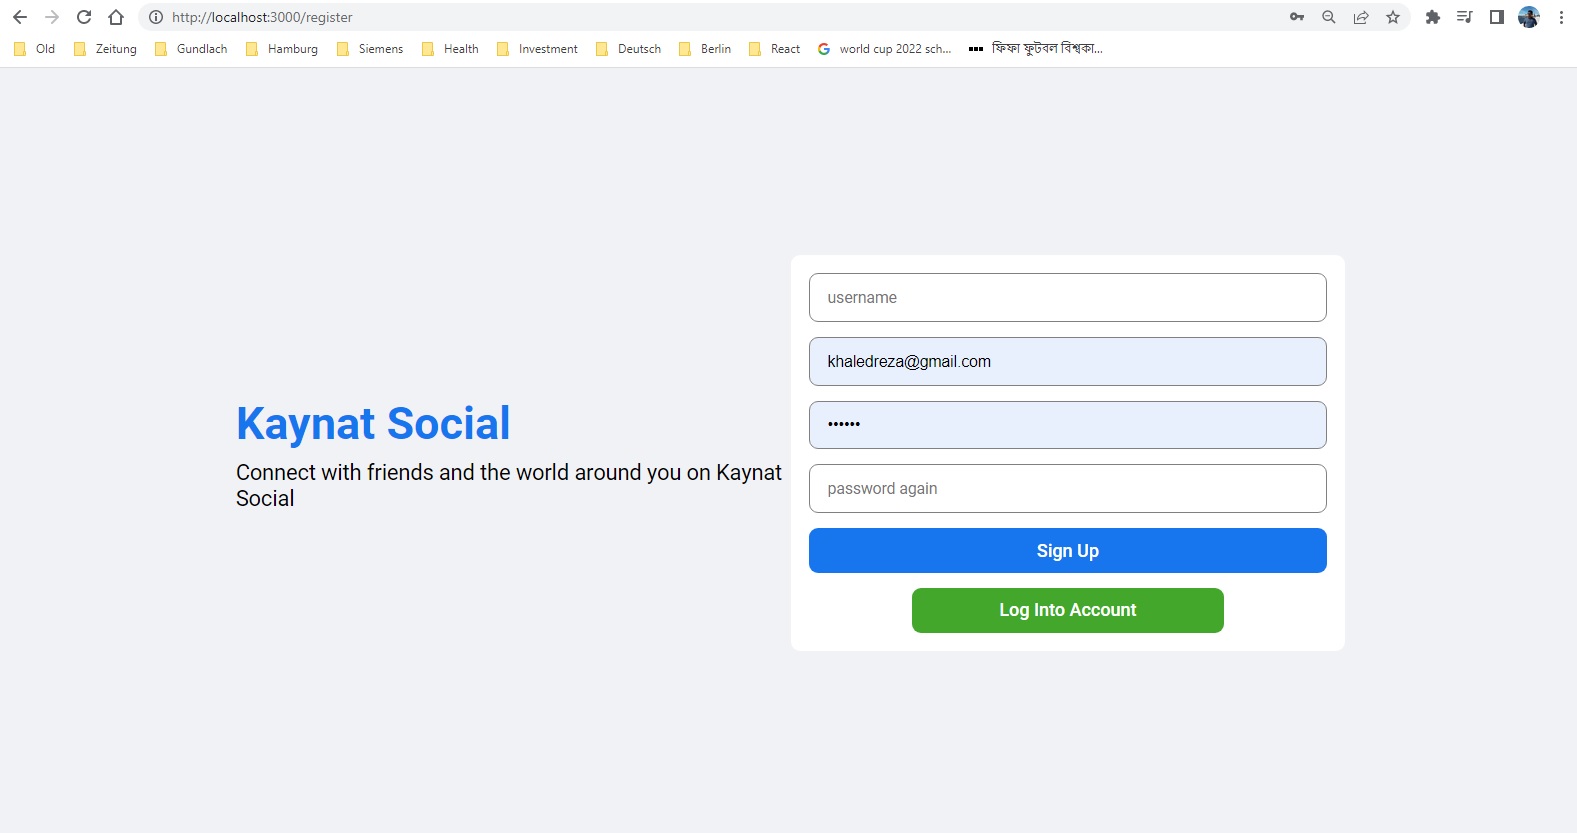 http://localhost:3000/register
Old Zeitung Gundlach Hamburg Siemens Health Investment Deutsch Berlin React world cup 2022 sch... ফিফা ফুটবল বিশ্বকা...
Kaynat Social
Connect with friends and the world around you on Kaynat
Social
username
khaledreza@gmail.com
••••••
password again
Sign Up
Log Into Account